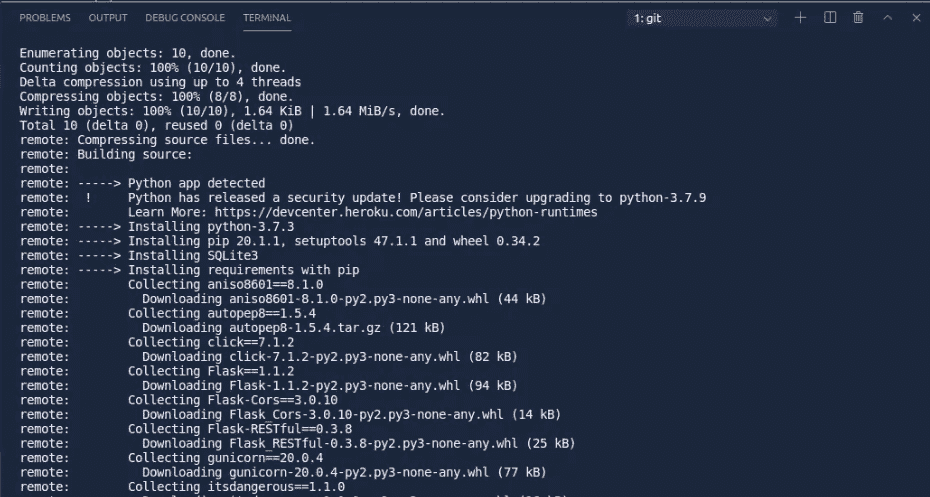 PROBLEMS OUTPUT DEBUG CONSOLE TERMINAL 1: git
Enumerating objects: 10, done.
Counting objects: 100% (10/10), done.
Delta compression using up to 4 threads
Compressing objects: 100% (8/8), done.
Writing objects: 100% (10/10), 1.64 KiB | 1.64 MiB/s, done.
Total 10 (delta 0), reused 0 (delta 0)
remote: Compressing source files... done.
remote: Building source:
remote:
remote: -----> Python app detected
remote:  !     Python has released a security update! Please consider upgrading to python-3.7.9
remote:        Learn More: https://devcenter.heroku.com/articles/python-runtimes
remote: -----> Installing python-3.7.3
remote: -----> Installing pip 20.1.1, setuptools 47.1.1 and wheel 0.34.2
remote: -----> Installing SQLite3
remote: -----> Installing requirements with pip
remote:        Collecting aniso8601==8.1.0
remote:          Downloading aniso8601-8.1.0-py2.py3-none-any.whl (44 kB)
remote:        Collecting autopep8==1.5.4
remote:          Downloading autopep8-1.5.4.tar.gz (121 kB)
remote:        Collecting click==7.1.2
remote:          Downloading click-7.1.2-py2.py3-none-any.whl (82 kB)
remote:        Collecting Flask==1.1.2
remote:          Downloading Flask-1.1.2-py2.py3-none-any.whl (94 kB)
remote:        Collecting Flask-Cors==3.0.10
remote:          Downloading Flask_Cors-3.0.10-py2.py3-none-any.whl (14 kB)
remote:        Collecting Flask-RESTful==0.3.8
remote:          Downloading Flask_RESTful-0.3.8-py2.py3-none-any.whl (25 kB)
remote:        Collecting gunicorn==20.0.4
remote:          Downloading gunicorn-20.0.4-py2.py3-none-any.whl (77 kB)
remote:        Collecting itsdangerous==1.1.0